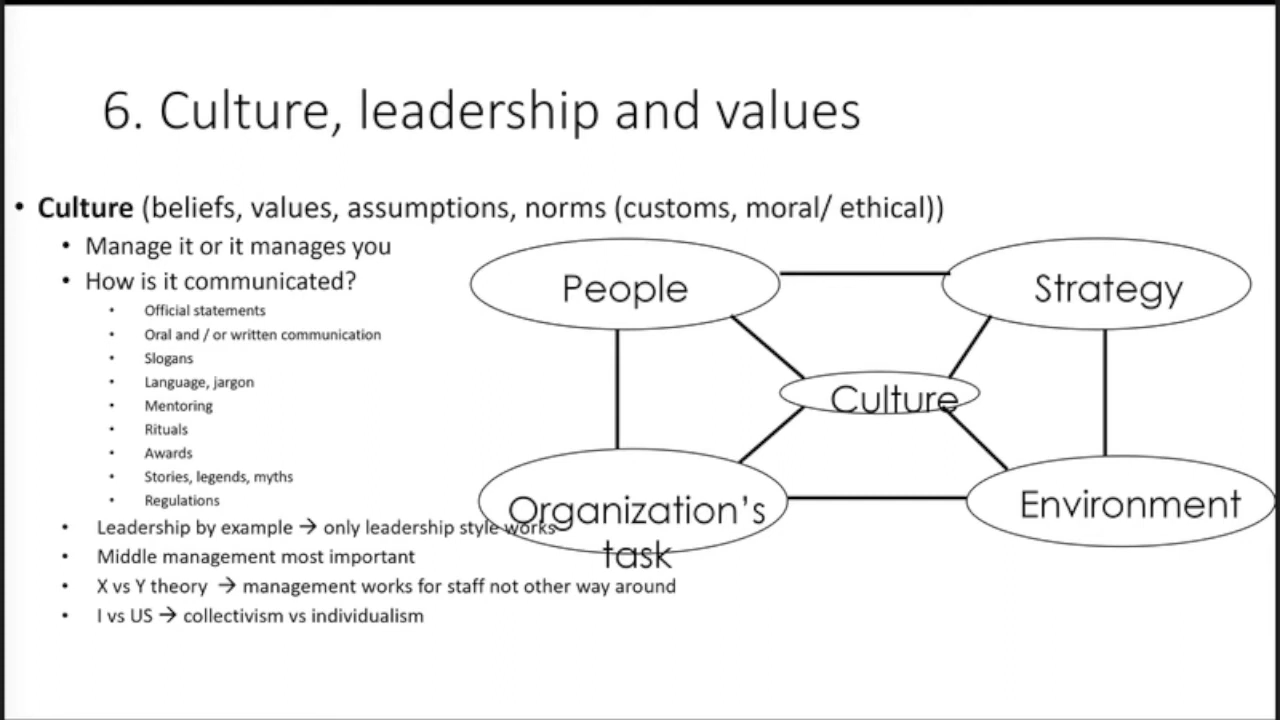 6. Culture, leadership and values
• Culture (beliefs, values, assumptions, norms (customs, moral/ ethical))
• Manage it or it manages you
• How is it communicated?
• Official statements
• Oral and / or written communication
• Slogans
• Language, jargon
• Mentoring
• Rituals
• Awards
• Stories, legends, myths
• Regulations
• Leadership by example → only leadership style works
• Middle management most important
• X vs Y theory → management works for staff not other way around
• I vs US → collectivism vs individualism
People
Strategy
Culture
Organization's
task
Environment